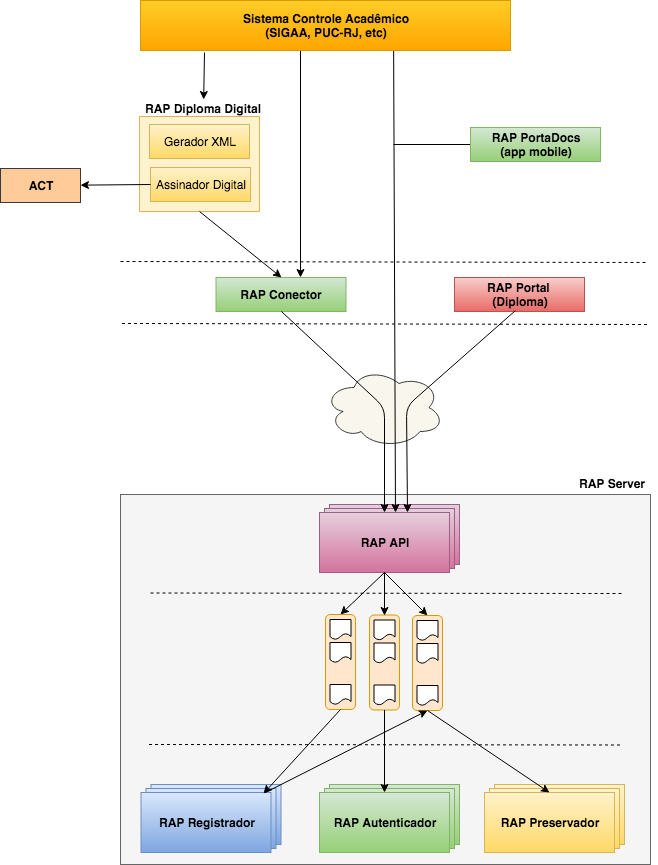 Sistema Controle Acadêmico
(SIGAA, PUC-RJ, etc)
RAP Diploma Digital
Gerador XML
Assinador Digital
ACT
RAP PortaDocs
(app mobile)
RAP Conector
RAP Portal
(Diploma)
RAP Server
RAP API
RAP Registrador
RAP Autenticador
RAP Preservador